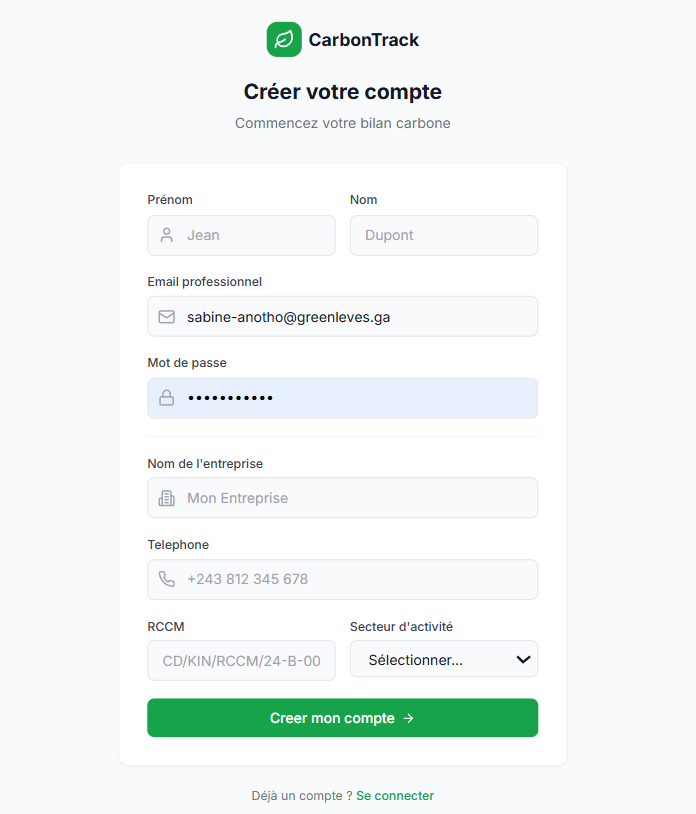 CarbonTrack
Créer votre compte
Commencez votre bilan carbone
Prénom
Nom
Jean
Dupont
Email professionnel
sabine-anotho@greenleves.ga
Mot de passe
•••••••••••
Nom de l'entreprise
Mon Entreprise
Telephone
+243 812 345 678
RCCM
Secteur d'activité
CD/KIN/RCCM/24-B-00
Sélectionner...
Creer mon compte →
Déjà un compte ? Se connecter